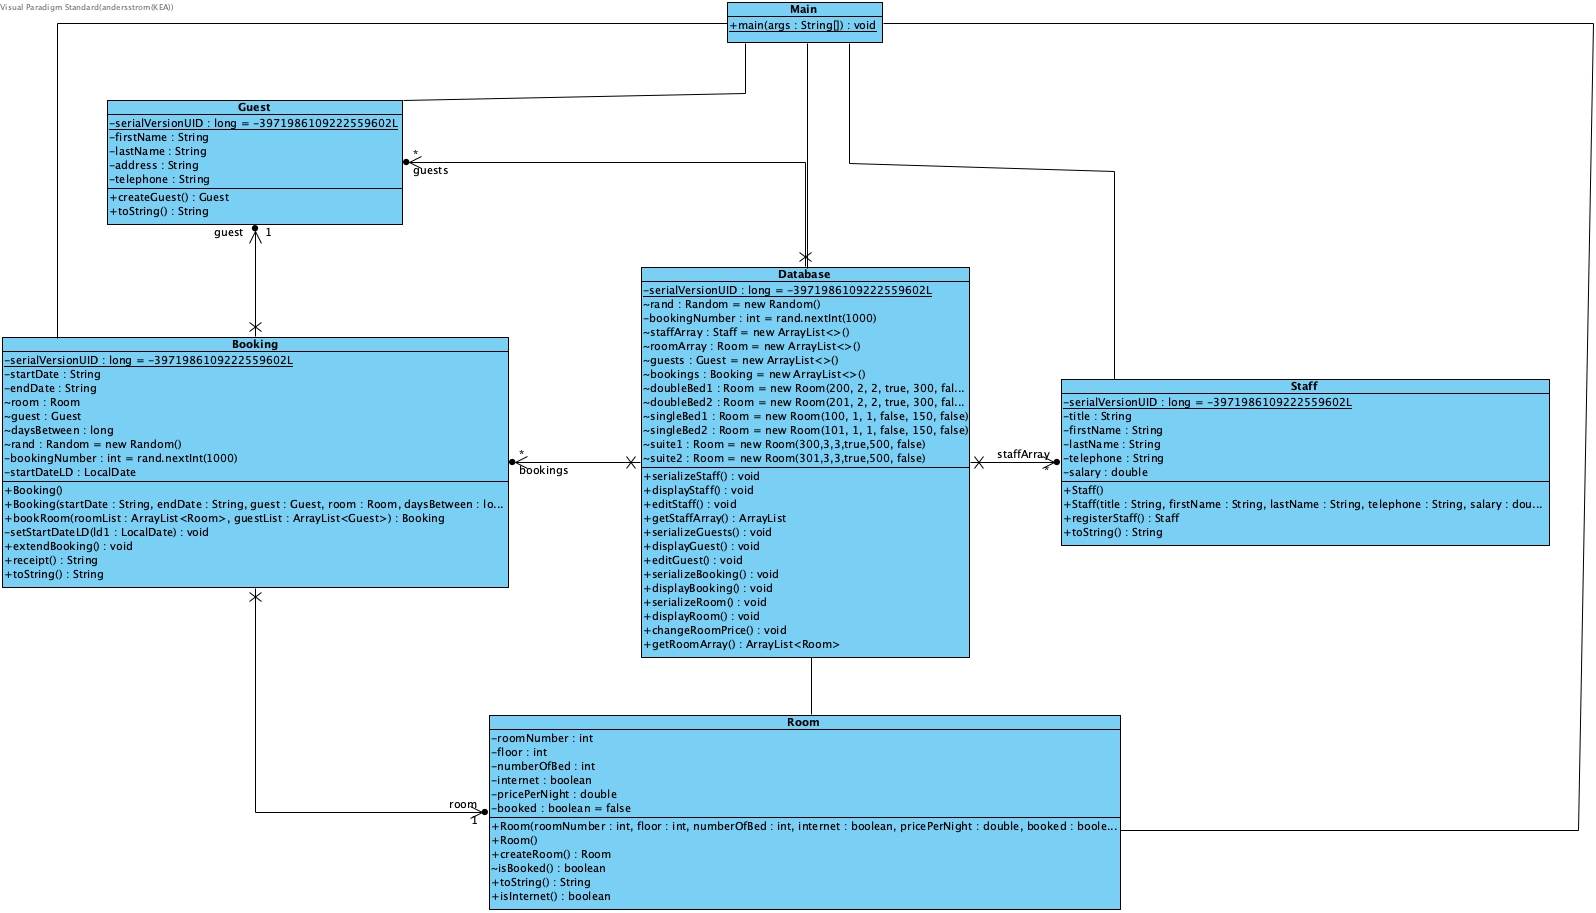 Visual Paradigm Standard(andersstrom(KEA))
Main
+main(args : String[]) : void
Guest
-serialVersionUID : long = -3971986109222559602L
-firstName : String
-lastName : String
-address : String
-telephone : String
+createGuest() : Guest
+toString() : String
*
guests
guest
1
Database
-serialVersionUID : long = -3971986109222559602L
~rand : Random = new Random()
-bookingNumber : int = rand.nextInt(1000)
~staffArray : Staff = new ArrayList<>()
~roomArray : Room = new ArrayList<>()
~guests : Guest = new ArrayList<>()
~bookings : Booking = new ArrayList<>()
~doubleBed1 : Room = new Room(200, 2, 2, true, 300, fal...
~doubleBed2 : Room = new Room(201, 2, 2, true, 300, fal...
~singleBed1 : Room = new Room(100, 1, 1, false, 150, false)
~singleBed2 : Room = new Room(101, 1, 1, false, 150, false)
~suite1 : Room = new Room(300,3,3,true,500, false)
~suite2 : Room = new Room(301,3,3,true,500, false)
+serializeStaff() : void
+displayStaff() : void
+editStaff() : void
+getStaffArray() : ArrayList
+serializeGuests() : void
+displayGuest() : void
+editGuest() : void
+serializeBooking() : void
+displayBooking() : void
+serializeRoom() : void
+displayRoom() : void
+changeRoomPrice() : void
+getRoomArray() : ArrayList<Room>
Booking
-serialVersionUID : long = -3971986109222559602L
-startDate : String
-endDate : String
~room : Room
~guest : Guest
~daysBetween : long
~rand : Random = new Random()
-bookingNumber : int = rand.nextInt(1000)
-startDateLD : LocalDate
+Booking()
+Booking(startDate : String, endDate : String, guest : Guest, room : Room, daysBetween : lo...
+bookRoom(roomList : ArrayList<Room>, guestList : ArrayList<Guest>) : Booking
-setStartDateLD(ld1 : LocalDate) : void
+extendBooking() : void
+receipt() : String
+toString() : String
*
bookings
staffArray
*
Staff
-serialVersionUID : long = -3971986109222559602L
-title : String
-firstName : String
-lastName : String
-telephone : String
-salary : double
+Staff()
+Staff(title : String, firstName : String, lastName : String, telephone : String, salary : dou...
+registerStaff() : Staff
+toString() : String
room
1
Room
-roomNumber : int
-floor : int
-numberOfBed : int
-internet : boolean
-pricePerNight : double
-booked : boolean = false
+Room(roomNumber : int, floor : int, numberOfBed : int, internet : boolean, pricePerNight : double, booked : boole...
+Room()
+createRoom() : Room
~isBooked() : boolean
+toString() : String
+isInternet() : boolean